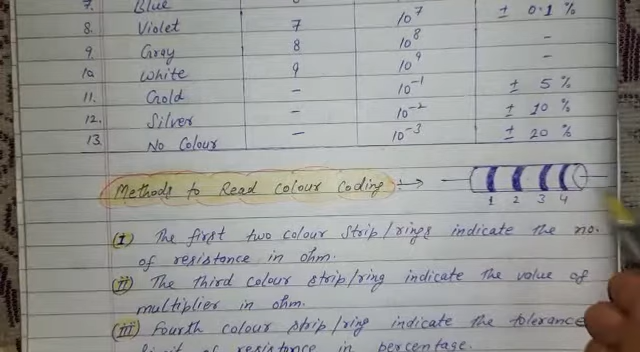 7. Blue ± 0.1 %
8. Violet 7 10^7
9. Gray 8 10^8 -
10 White 9 10^9 -
11. Gold - 10^-1 ± 5 %
12. Silver - 10^-2 ± 10 %
13. No Colour - 10^-3 ± 20 %
Methods to Read Colour Coding :→
1 2 3 4
(i) The first two colour strip/rings indicate the no.
of resistance in ohm.
(ii) The third colour strip/ring indicate the value of
multiplier in ohm.
(iii) Fourth colour strip/ring indicate the tolerance
limit of resistance in percentage.